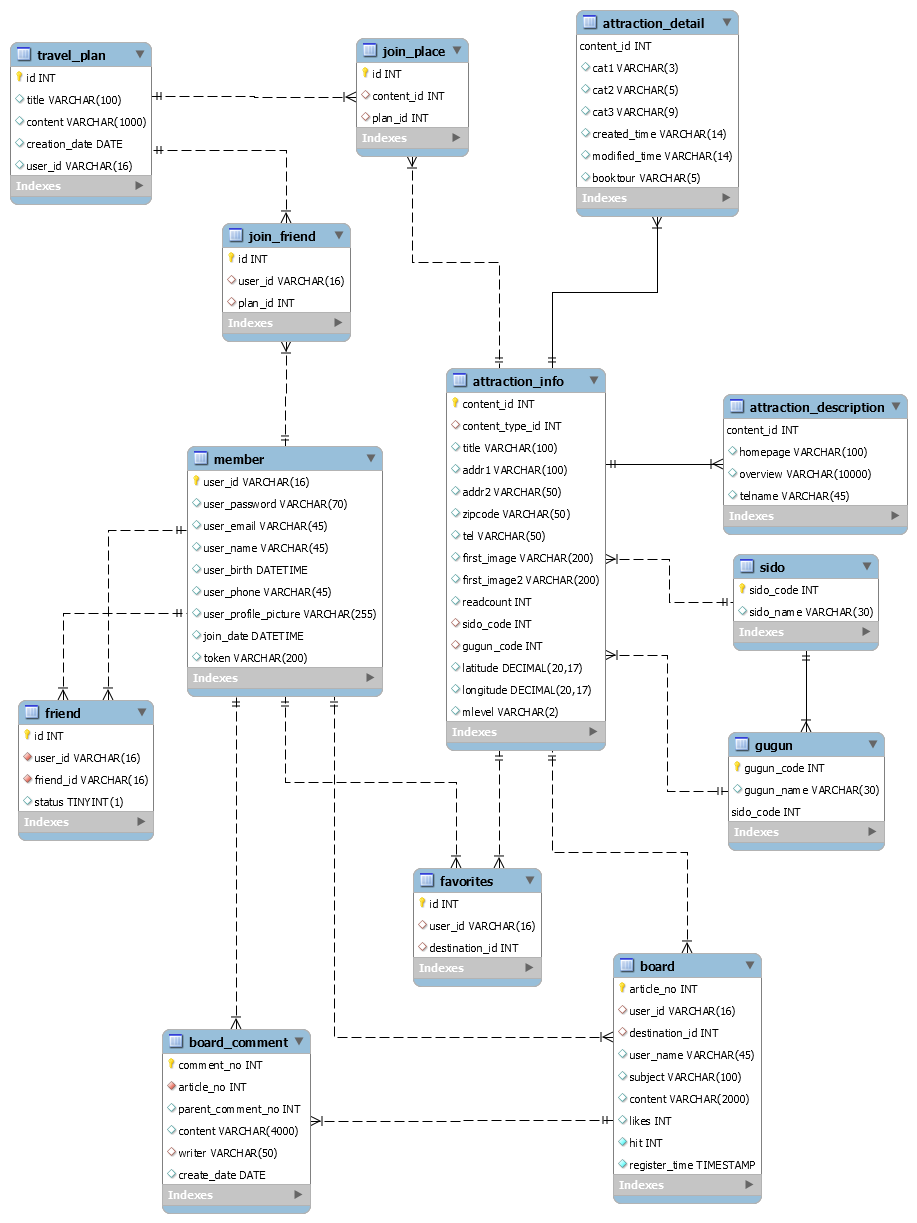 travel_plan
id INT
title VARCHAR(100)
content VARCHAR(1000)
creation_date DATE
user_id VARCHAR(16)
Indexes
join_place
id INT
content_id INT
plan_id INT
Indexes
attraction_detail
content_id INT
cat1 VARCHAR(3)
cat2 VARCHAR(5)
cat3 VARCHAR(9)
created_time VARCHAR(14)
modified_time VARCHAR(14)
booktour VARCHAR(5)
Indexes
join_friend
id INT
user_id VARCHAR(16)
plan_id INT
Indexes
attraction_info
content_id INT
content_type_id INT
title VARCHAR(100)
addr1 VARCHAR(100)
addr2 VARCHAR(50)
zipcode VARCHAR(50)
tel VARCHAR(50)
first_image VARCHAR(200)
first_image2 VARCHAR(200)
readcount INT
sido_code INT
gugun_code INT
latitude DECIMAL(20,17)
longitude DECIMAL(20,17)
mlevel VARCHAR(2)
Indexes
attraction_description
content_id INT
homepage VARCHAR(100)
overview VARCHAR(10000)
telname VARCHAR(45)
Indexes
member
user_id VARCHAR(16)
user_password VARCHAR(70)
user_email VARCHAR(45)
user_name VARCHAR(45)
user_birth DATETIME
user_phone VARCHAR(45)
user_profile_picture VARCHAR(255)
join_date DATETIME
token VARCHAR(200)
Indexes
sido
sido_code INT
sido_name VARCHAR(30)
Indexes
friend
id INT
user_id VARCHAR(16)
friend_id VARCHAR(16)
status TINYINT(1)
Indexes
gugun
gugun_code INT
gugun_name VARCHAR(30)
sido_code INT
Indexes
favorites
id INT
user_id VARCHAR(16)
destination_id INT
Indexes
board
article_no INT
user_id VARCHAR(16)
destination_id INT
user_name VARCHAR(45)
subject VARCHAR(100)
content VARCHAR(2000)
likes INT
hit INT
register_time TIMESTAMP
Indexes
board_comment
comment_no INT
article_no INT
parent_comment_no INT
content VARCHAR(4000)
writer VARCHAR(50)
create_date DATE
Indexes